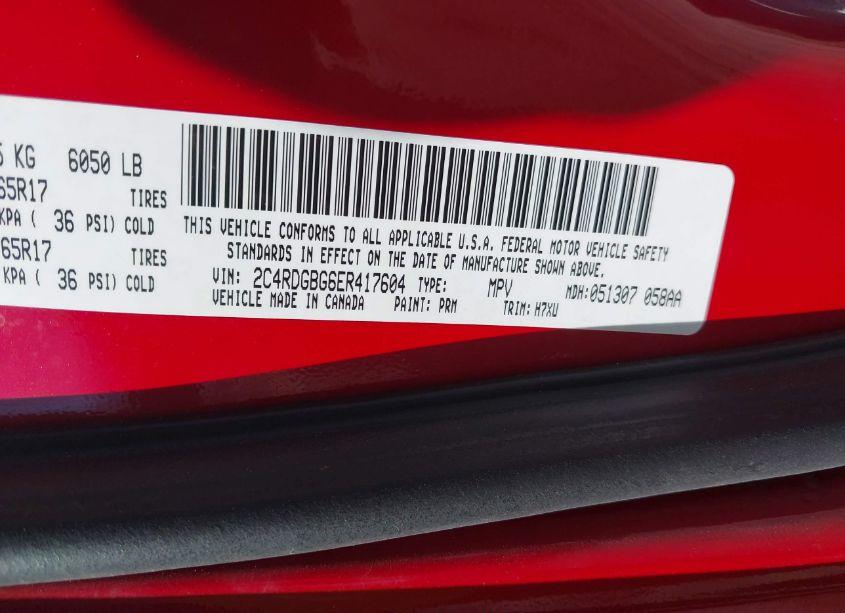 KG 6050 LB
65R17 TIRES
KPA ( 36 PSI) COLD
65R17 TIRES
KPA ( 36 PSI) COLD
THIS VEHICLE CONFORMS TO ALL APPLICABLE U.S.A. FEDERAL MOTOR VEHICLE SAFETY
STANDARDS IN EFFECT ON THE DATE OF MANUFACTURE SHOWN ABOVE.
VIN: 2C4RDGBG6ER417604 TYPE: MPV MDH:051307 058AA
VEHICLE MADE IN CANADA PAINT: PRM TRIM: H7XU